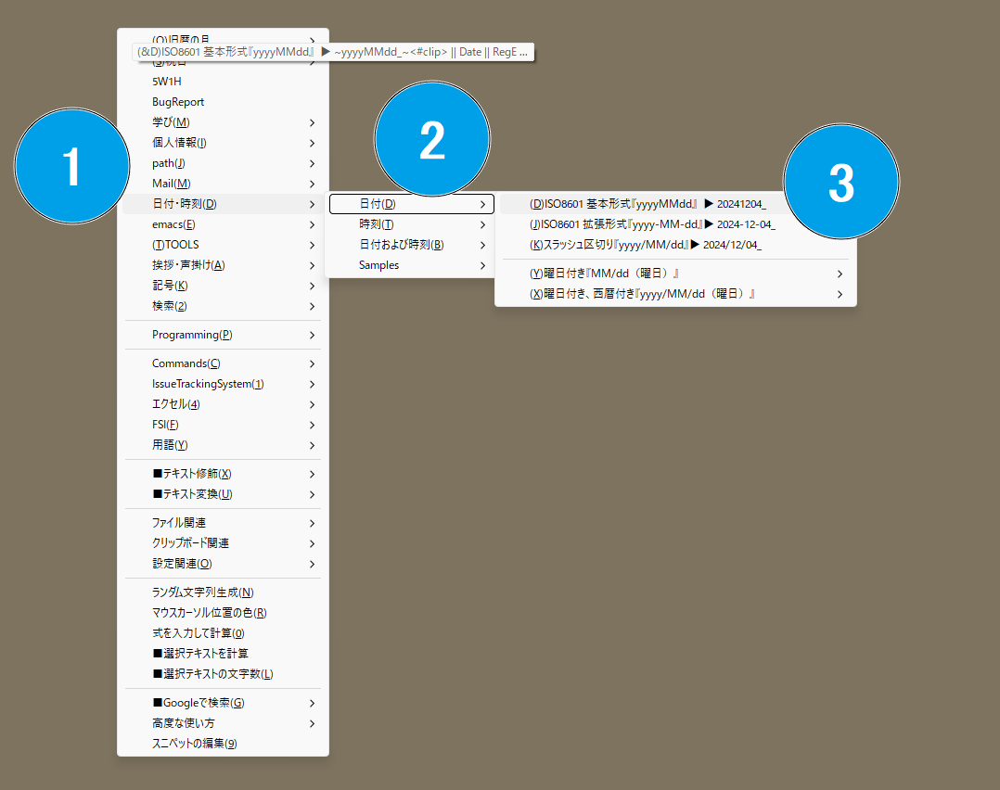 (O)旧暦の月
(&D)ISO8601 基本形式『yyyyMMdd』 ▶ ~yyyyMMdd_~<#clip> || Date || RegE ...
(S)祝日
5W1H
BugReport
学び(M)
個人情報(I)
path(J)
Mail(M)
日付・時刻(D)
emacs(E)
(T)TOOLS
挨拶・声掛け(A)
記号(K)
検索(2)
Programming(P)
Commands(C)
IssueTrackingSystem(1)
エクセル(4)
FSI(F)
用語(Y)
■テキスト修飾(X)
■テキスト変換(U)
ファイル関連
クリップボード関連
設定関連(O)
ランダム文字列生成(N)
マウスカーソル位置の色(R)
式を入力して計算(0)
■選択テキストを計算
■選択テキストの文字数(L)
■Googleで検索(G)
高度な使い方
スニペットの編集(9)
1
2
日付(D)
時刻(T)
日付および時刻(B)
Samples
3
(D)ISO8601 基本形式『yyyyMMdd』 ▶ 20241204_
(J)ISO8601 拡張形式『yyyy-MM-dd』▶ 2024-12-04_
(K)スラッシュ区切り『yyyy/MM/dd』▶ 2024/12/04_
(Y)曜日付き『MM/dd（曜日）』
(X)曜日付き、西暦付き『yyyy/MM/dd（曜日）』